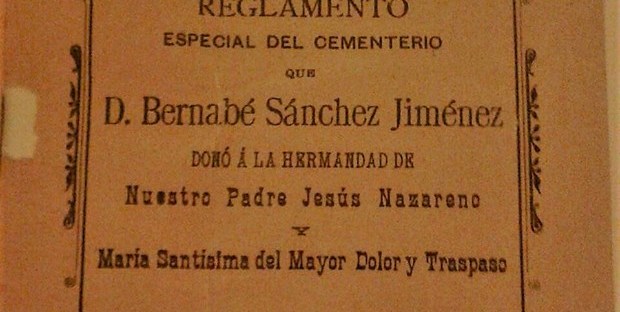 REGLAMENTO
ESPECIAL DEL CEMENTERIO
QUE
D. Bernabé Sánchez Jiménez
DONÓ Á LA HERMANDAD DE
Nuestro Padre Jesús Nazareno
Y
María Santísima del Mayor Dolor y Traspaso